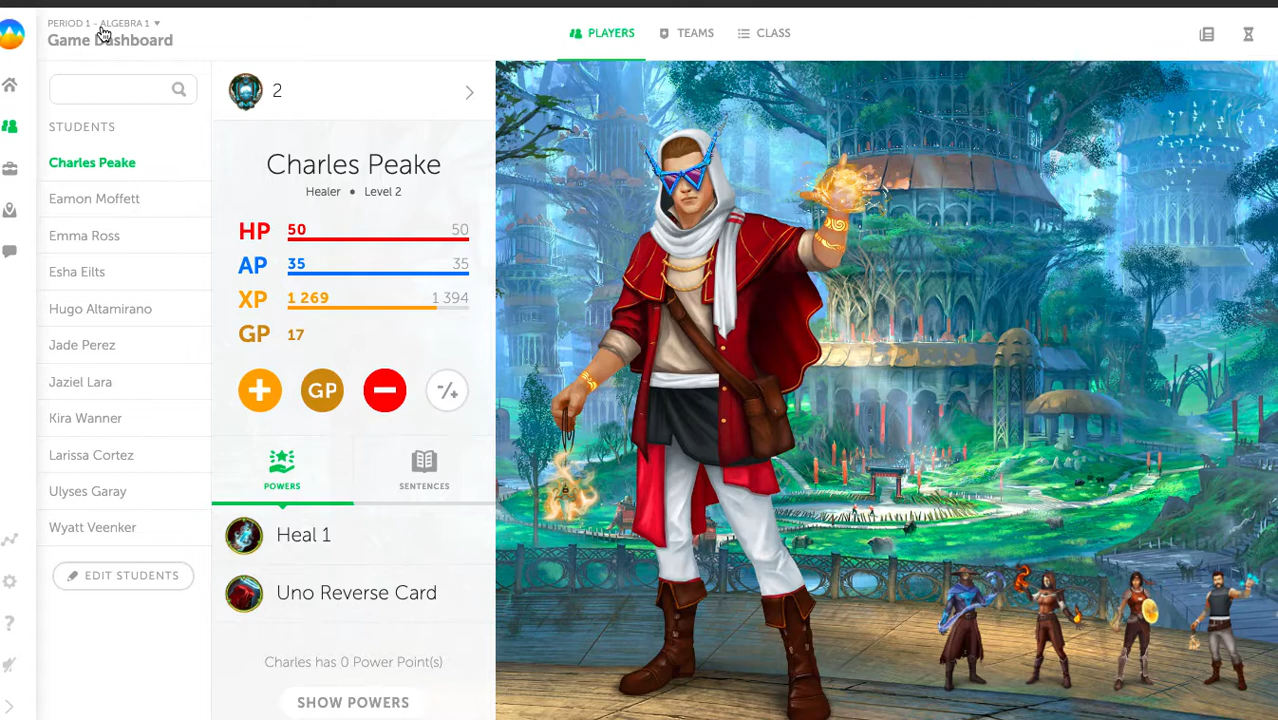 PERIOD 1 - ALGEBRA 1
Game Dashboard
PLAYERS
TEAMS
CLASS
STUDENTS
Charles Peake
Eamon Moffett
Emma Ross
Esha Eilts
Hugo Altamirano
Jade Perez
Jaziel Lara
Kira Wanner
Larissa Cortez
Ulyses Garay
Wyatt Veenker
EDIT STUDENTS
2
Charles Peake
Healer • Level 2
HP 50 50
AP 35 35
XP 1 269 1 394
GP 17
GP
-/+
POWERS
SENTENCES
Heal 1
Uno Reverse Card
Charles has 0 Power Point(s)
SHOW POWERS